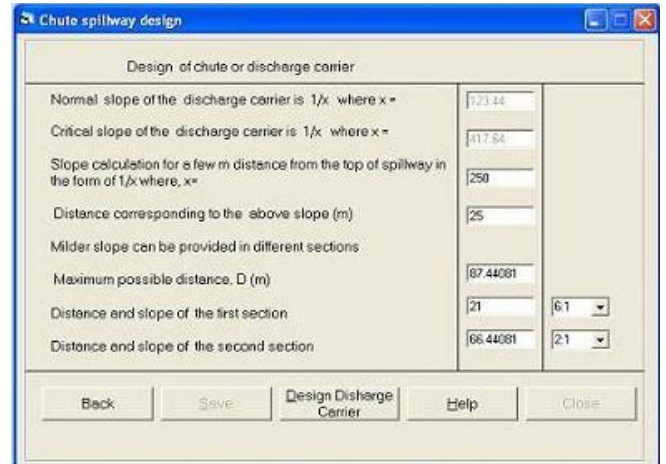 Chute spillway design
Design of chute or discharge carrier
Normal slope of the discharge carrier is 1/x where x = 123.44
Critical slope of the discharge carrier is 1/x where x = 417.64
Slope calculation for a few m distance from the top of spillway in
the form of 1/x where, x= 250
Distance corresponding to the above slope (m) 25
Milder slope can be provided in different sections
Maximum possible distance, D (m) 87.44081
Distance and slope of the first section 21 6:1
Distance and slope of the second section 66.44081 2:1
Back Save Design Disharge Help Close
Carrier